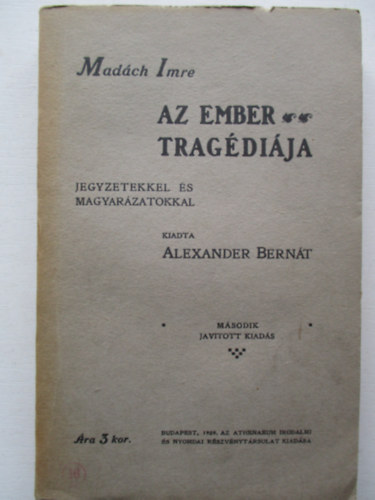 Madách Imre
AZ EMBER
TRAGÉDIÁJA
JEGYZETEKKEL ÉS
MAGYARÁZATOKKAL
KIADTA
ALEXANDER BERNÁT
MÁSODIK
JAVITOTT KIADÁS
Ára 3 kor.
BUDAPEST, 1909. AZ ATHENAEUM IRODALMI
ÉS NYOMDAI RÉSZVÉNYTÁRSULAT KIADÁSA